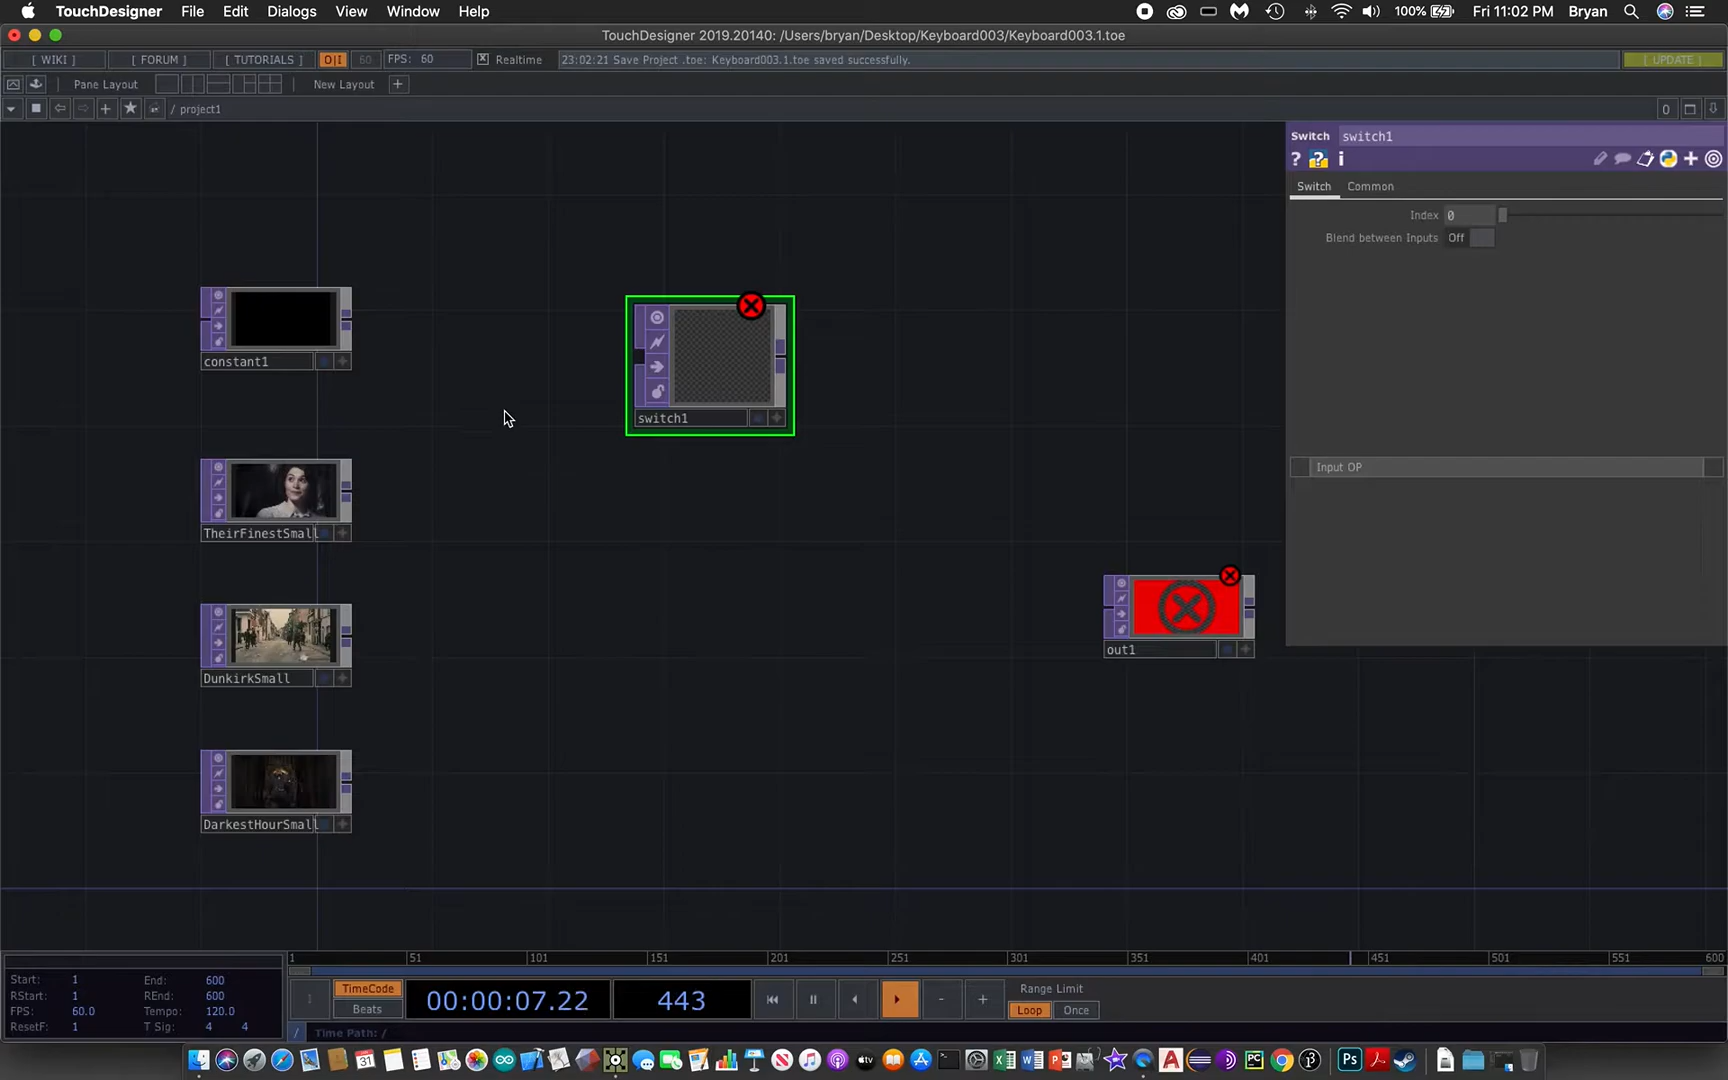 TouchDesigner File Edit Dialogs View Window Help 100% Fri 11:02 PM Bryan
TouchDesigner 2019.20140: /Users/bryan/Desktop/Keyboard003/Keyboard003.1.toe
[ WIKI ] [ FORUM ] [ TUTORIALS ] O|I 60 FPS: 60 Realtime 23:02:21 Save Project .toe: Keyboard003.1.toe saved successfully. [ UPDATE ]
Pane Layout New Layout +
/ project1 0
Switch switch1
? ? i
Switch Common
Index 0
Blend between Inputs Off
constant1
switch1
Input OP
TheirFinestSmall
out1
DunkirkSmall
DarkestHourSmall
1 51 101 151 201 251 301 351 401 451 501 551 600
Start: 1 End: 600
RStart: 1 REnd: 600
FPS: 60.0 Tempo: 120.0
ResetF: 1 T Sig: 4 4
TimeCode
Beats
00:00:07.22 443
Range Limit
Loop Once
/ Time Path: /